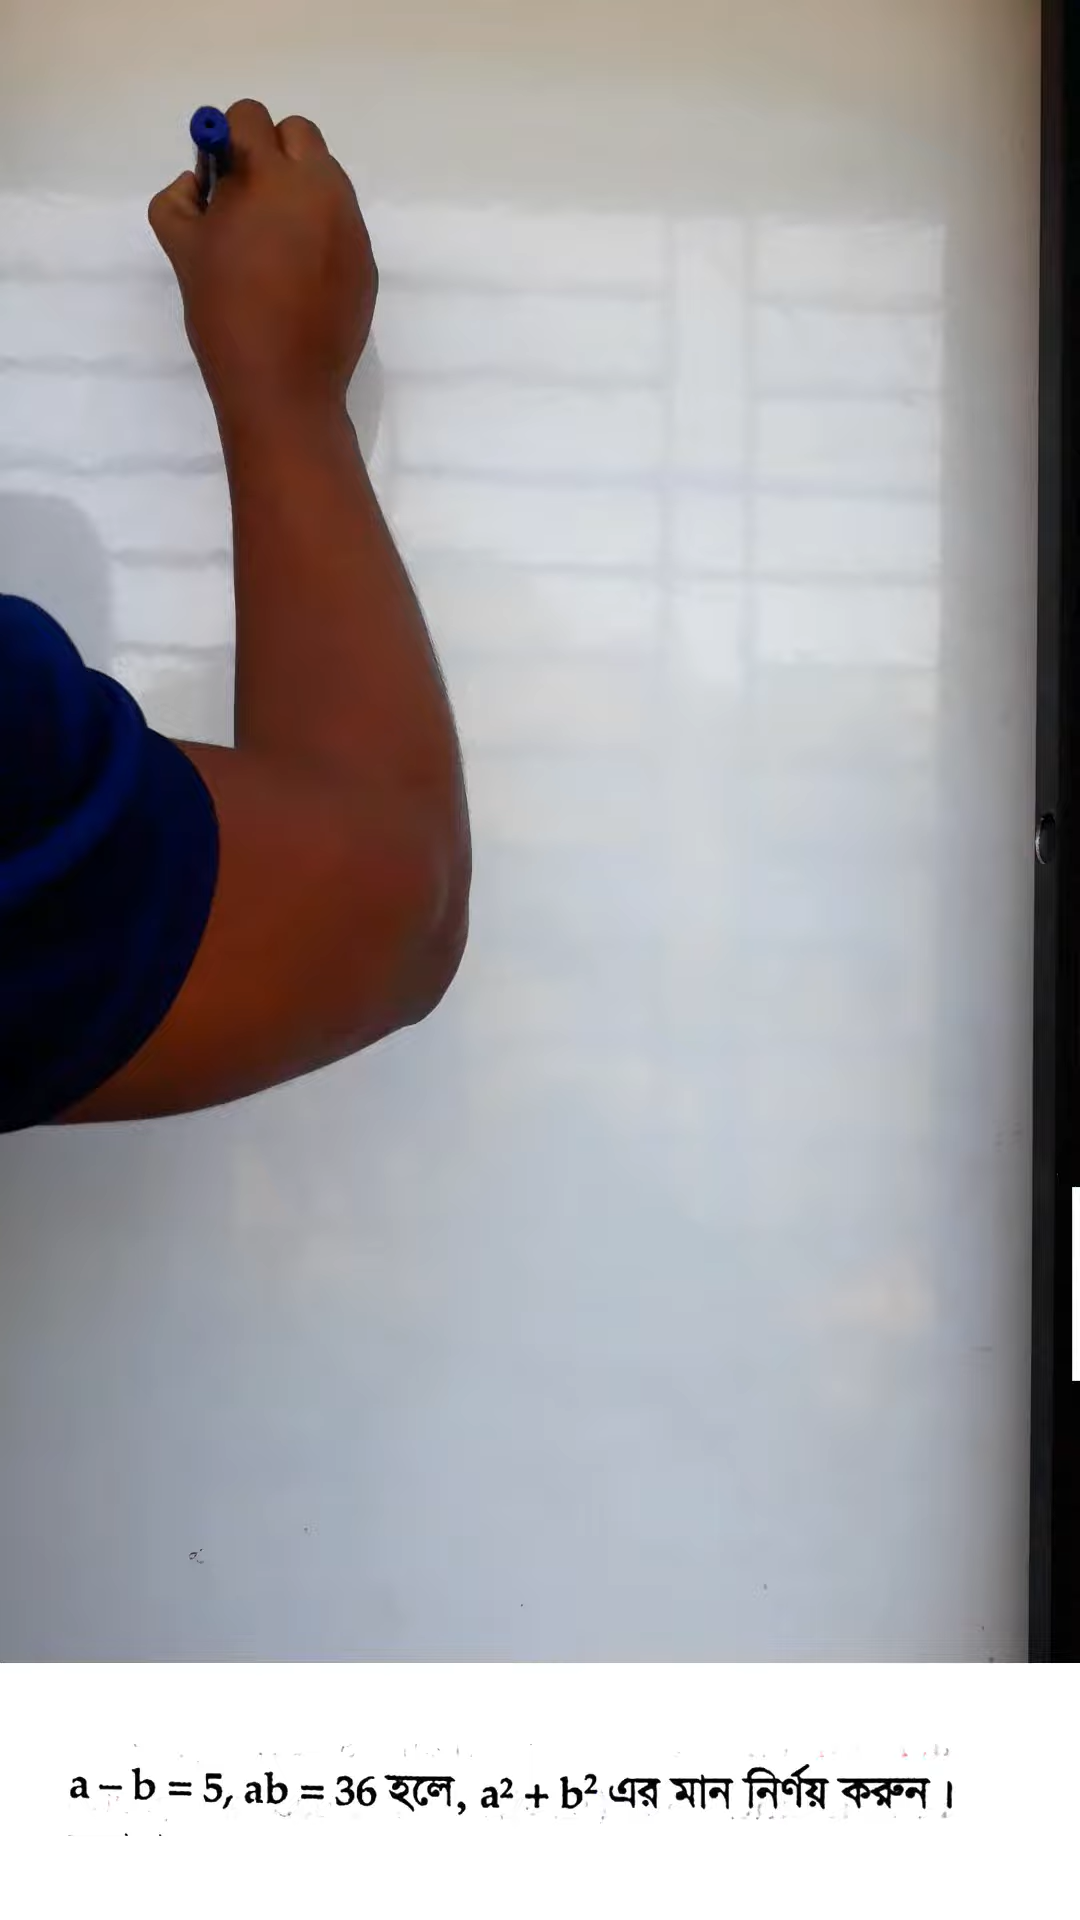 a – b = 5, ab = 36 হলে, a² + b² এর মান নির্ণয় করুন।